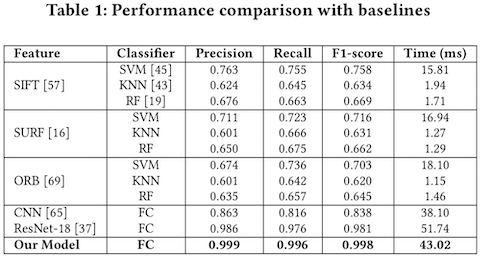 Table 1: Performance comparison with baselines
Feature Classifier Precision Recall F1-score Time (ms)
SIFT [57] SVM [45] 0.763 0.755 0.758 15.81
KNN [43] 0.624 0.645 0.634 1.94
RF [19] 0.676 0.663 0.669 1.71
SURF [16] SVM 0.711 0.723 0.716 16.94
KNN 0.601 0.666 0.631 1.27
RF 0.650 0.675 0.662 1.29
ORB [69] SVM 0.674 0.736 0.703 18.10
KNN 0.601 0.642 0.620 1.15
RF 0.635 0.657 0.645 1.46
CNN [65] FC 0.863 0.816 0.838 38.10
ResNet-18 [37] FC 0.986 0.976 0.981 51.74
Our Model FC 0.999 0.996 0.998 43.02